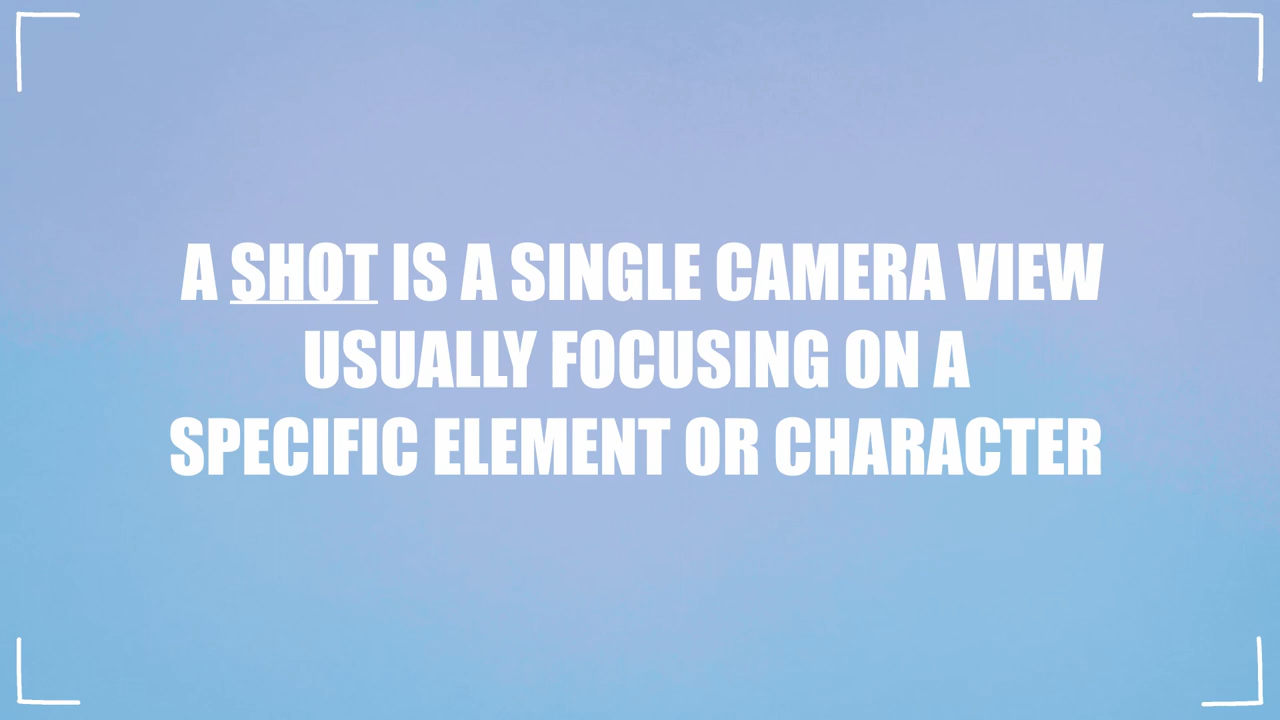 A SHOT IS A SINGLE CAMERA VIEW
USUALLY FOCUSING ON A
SPECIFIC ELEMENT OR CHARACTER